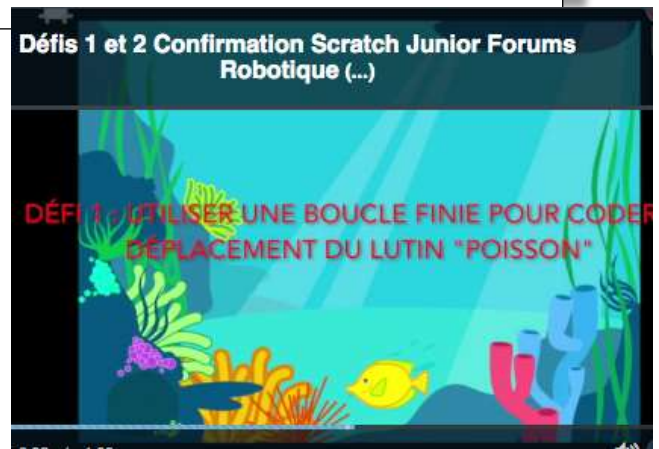 Défis 1 et 2 Confirmation Scratch Junior Forums
Robotique (...)
DÉFI 1 : UTILISER UNE BOUCLE FINIE POUR CODER
DÉPLACEMENT DU LUTIN "POISSON"